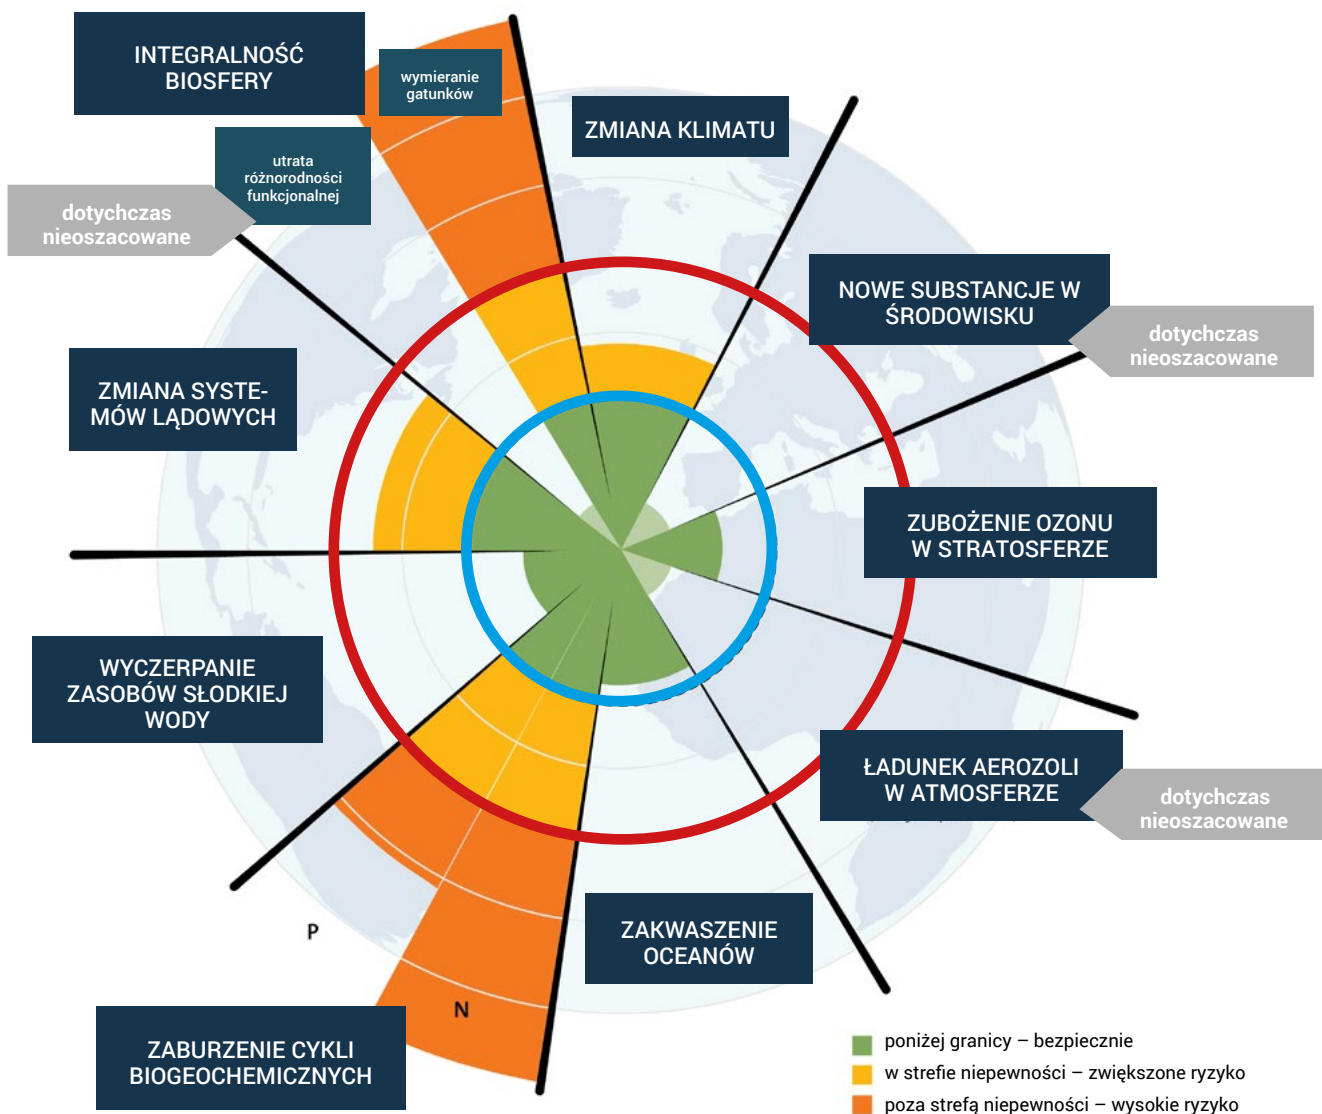 INTEGRALNOŚĆ
BIOSFERY
wymieranie
gatunków
utrata
różnorodności
funkcjonalnej
dotychczas
nieoszacowane
ZMIANA KLIMATU
NOWE SUBSTANCJE W
ŚRODOWISKU
dotychczas
nieoszacowane
ZMIANA SYSTE-
MÓW LĄDOWYCH
ZUBOŻENIE OZONU
W STRATOSFERZE
WYCZERPANIE
ZASOBÓW SŁODKIEJ
WODY
ŁADUNEK AEROZOLI
W ATMOSFERZE
dotychczas
nieoszacowane
P
N
ZAKWASZENIE
OCEANÓW
ZABURZENIE CYKLI
BIOGEOCHEMICZNYCH
poniżej granicy – bezpiecznie
w strefie niepewności – zwiększone ryzyko
poza strefą niepewności – wysokie ryzyko